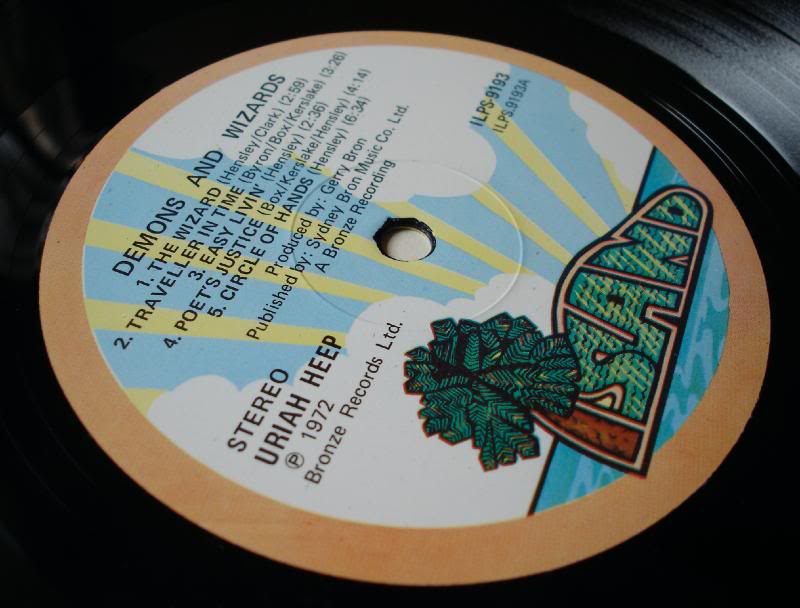 DEMONS AND WIZARDS
1. THE WIZARD (Hensley/Clark) (2:59)
2. TRAVELLER IN TIME (Byron/Box/Kerslake) (3:26)
3. EASY LIVIN' (Hensley) (2:36)
4. POET'S JUSTICE (Box/Kerslake/Hensley) (4:14)
5. CIRCLE OF HANDS (Hensley) (6:34)
Produced by: Gerry Bron
Published by: Sydney Bron Music Co. Ltd.
A Bronze Recording
ILPS-9193
ILPS-9193A
STEREO
URIAH HEEP
℗ 1972
Bronze Records Ltd.
ISLAND